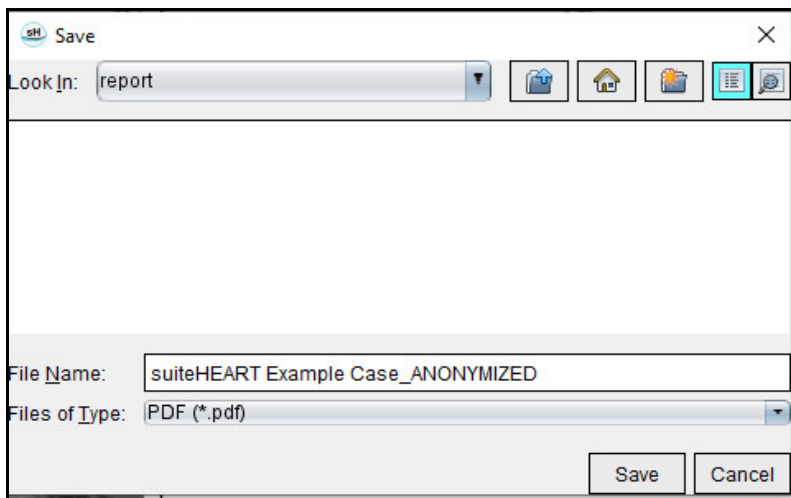 sH Save
Look In: report
File Name: suiteHEART Example Case_ANONYMIZED
Files of Type: PDF (*.pdf)
Save Cancel